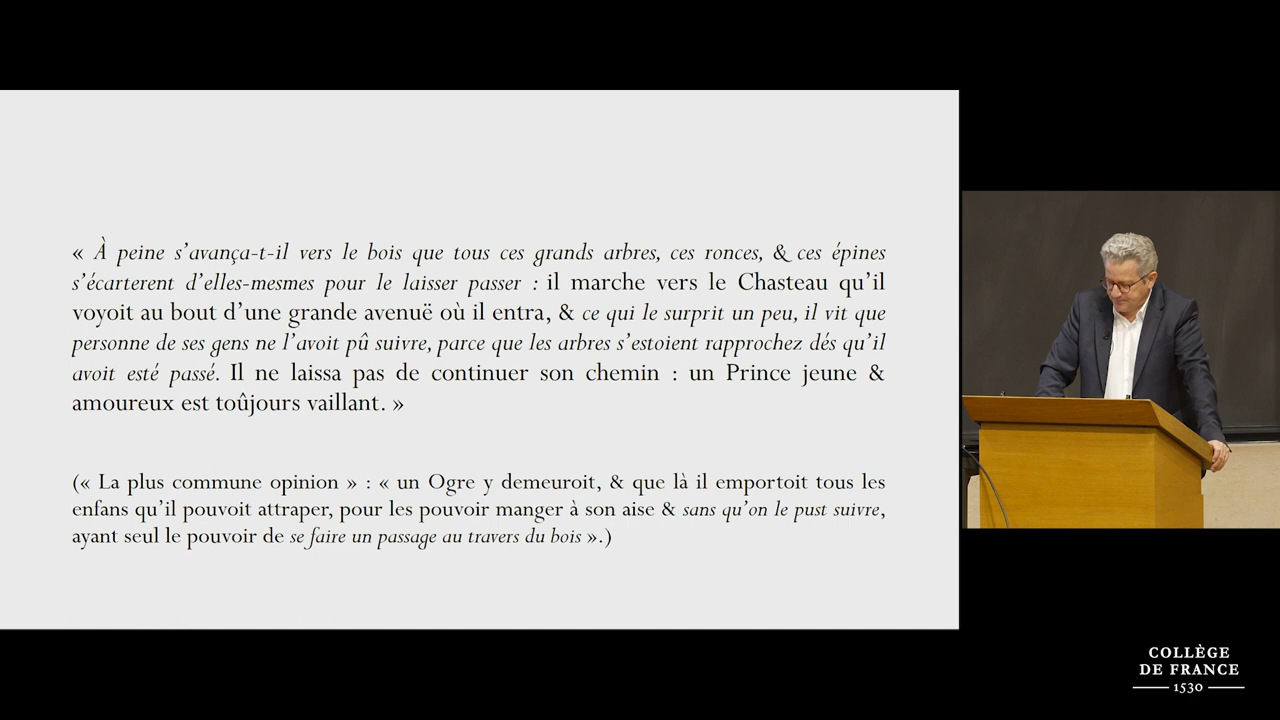 « À peine s’avança-t-il vers le bois que tous ces grands arbres, ces ronces, & ces épines
s’écarterent d’elles-mesmes pour le laisser passer : il marche vers le Chasteau qu’il
voyoit au bout d’une grande avenuë où il entra, & ce qui le surprit un peu, il vit que
personne de ses gens ne l’avoit pû suivre, parce que les arbres s’estoient rapprochez dés qu’il
avoit esté passé. Il ne laissa pas de continuer son chemin : un Prince jeune &
amoureux est toûjours vaillant. »
(« La plus commune opinion » : « un Ogre y demeuroit, & que là il emportoit tous les
enfans qu’il pouvoit attraper, pour les pouvoir manger à son aise & sans qu’on le pust suivre,
ayant seul le pouvoir de se faire un passage au travers du bois ».)
COLLÈGE
DE FRANCE
1530